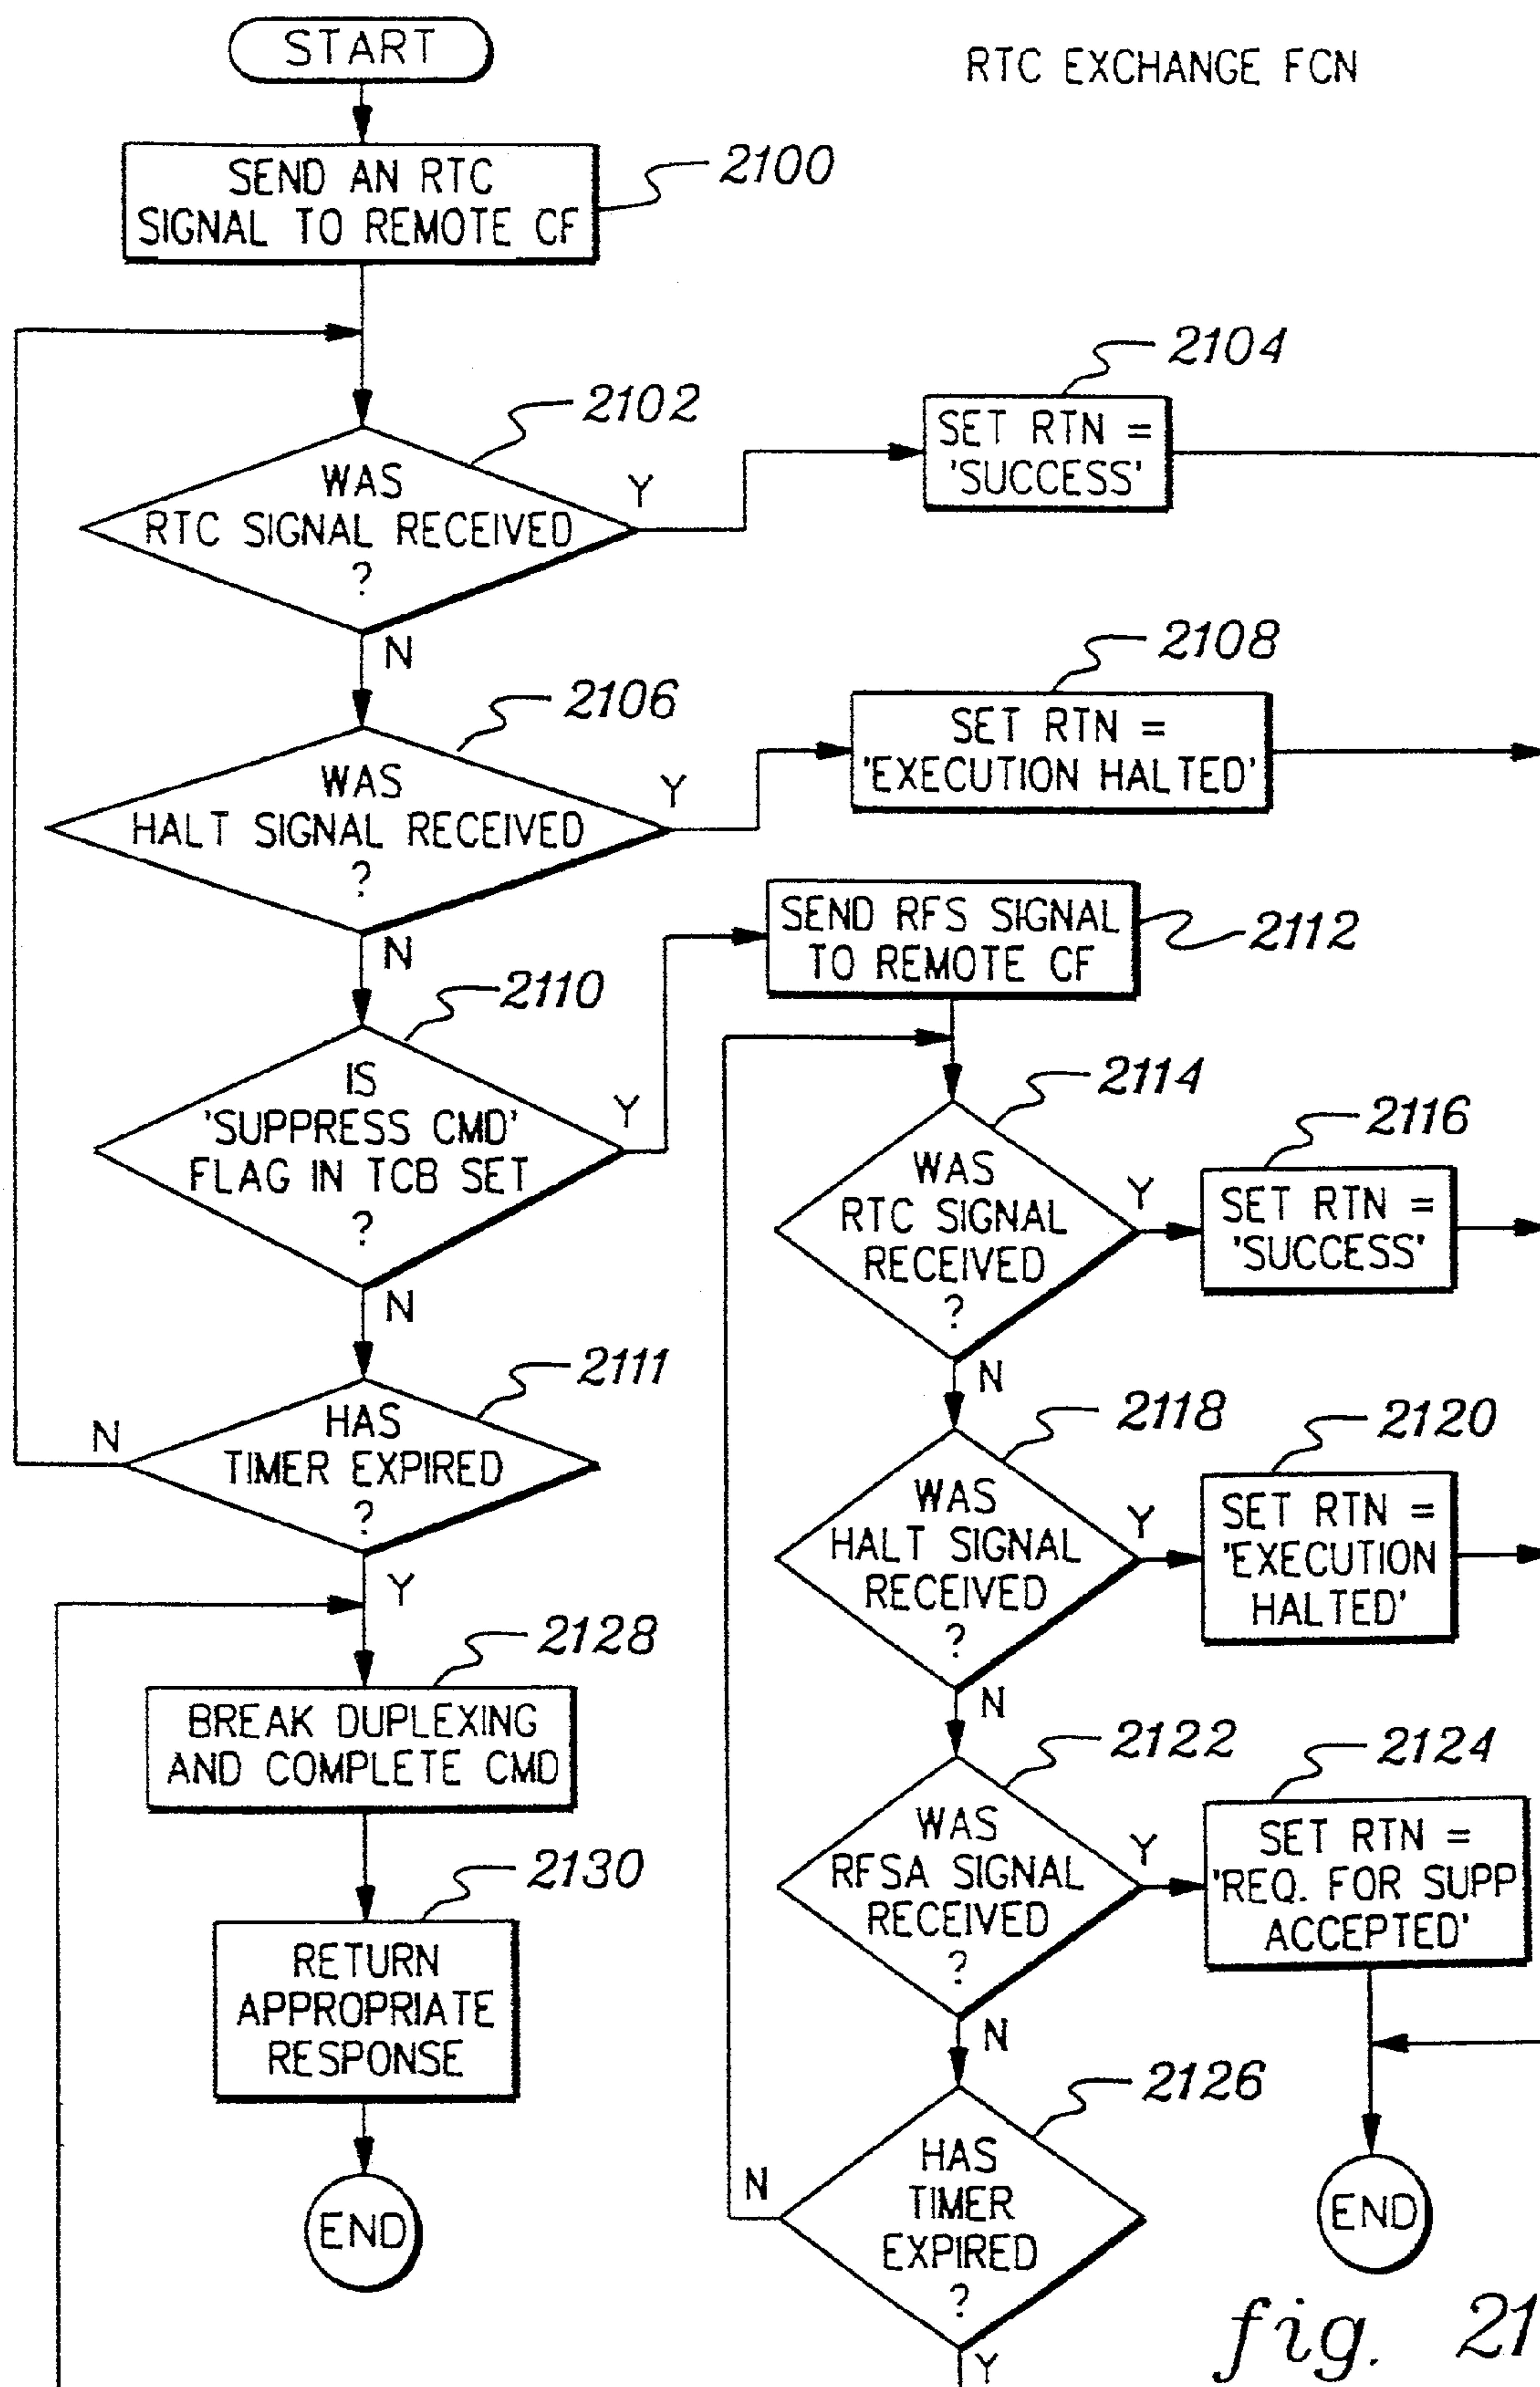 START
RTC EXCHANGE FCN
SEND AN RTC
SIGNAL TO REMOTE CF
2100
2102
WAS
RTC SIGNAL RECEIVED
?
Y
N
2104
SET RTN =
'SUCCESS'
2106
WAS
HALT SIGNAL RECEIVED
?
Y
N
2108
SET RTN =
'EXECUTION HALTED'
2110
IS
'SUPPRESS CMD'
FLAG IN TCB SET
?
Y
N
2111
HAS
TIMER EXPIRED
?
N
Y
2128
BREAK DUPLEXING
AND COMPLETE CMD
2130
RETURN
APPROPRIATE
RESPONSE
END
SEND RFS SIGNAL
TO REMOTE CF
2112
2114
WAS
RTC SIGNAL
RECEIVED
?
Y
N
2116
SET RTN =
'SUCCESS'
2118
WAS
HALT SIGNAL
RECEIVED
?
Y
N
2120
SET RTN =
'EXECUTION
HALTED'
2122
WAS
RFSA SIGNAL
RECEIVED
?
Y
N
2124
SET RTN =
'REQ. FOR SUPP
ACCEPTED'
2126
HAS
TIMER
EXPIRED
?
N
Y
END
fig. 21